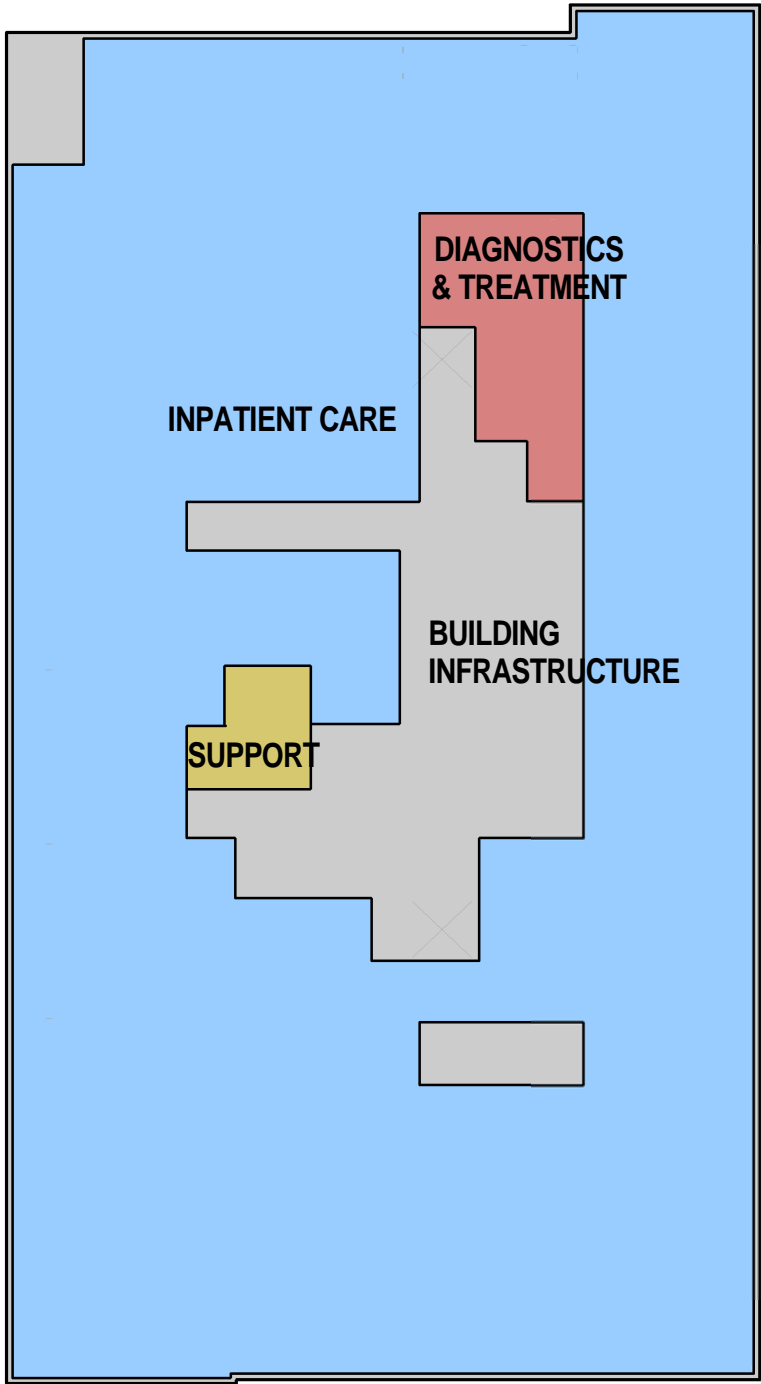 DIAGNOSTICS
& TREATMENT
INPATIENT CARE
BUILDING
INFRASTRUCTURE
SUPPORT